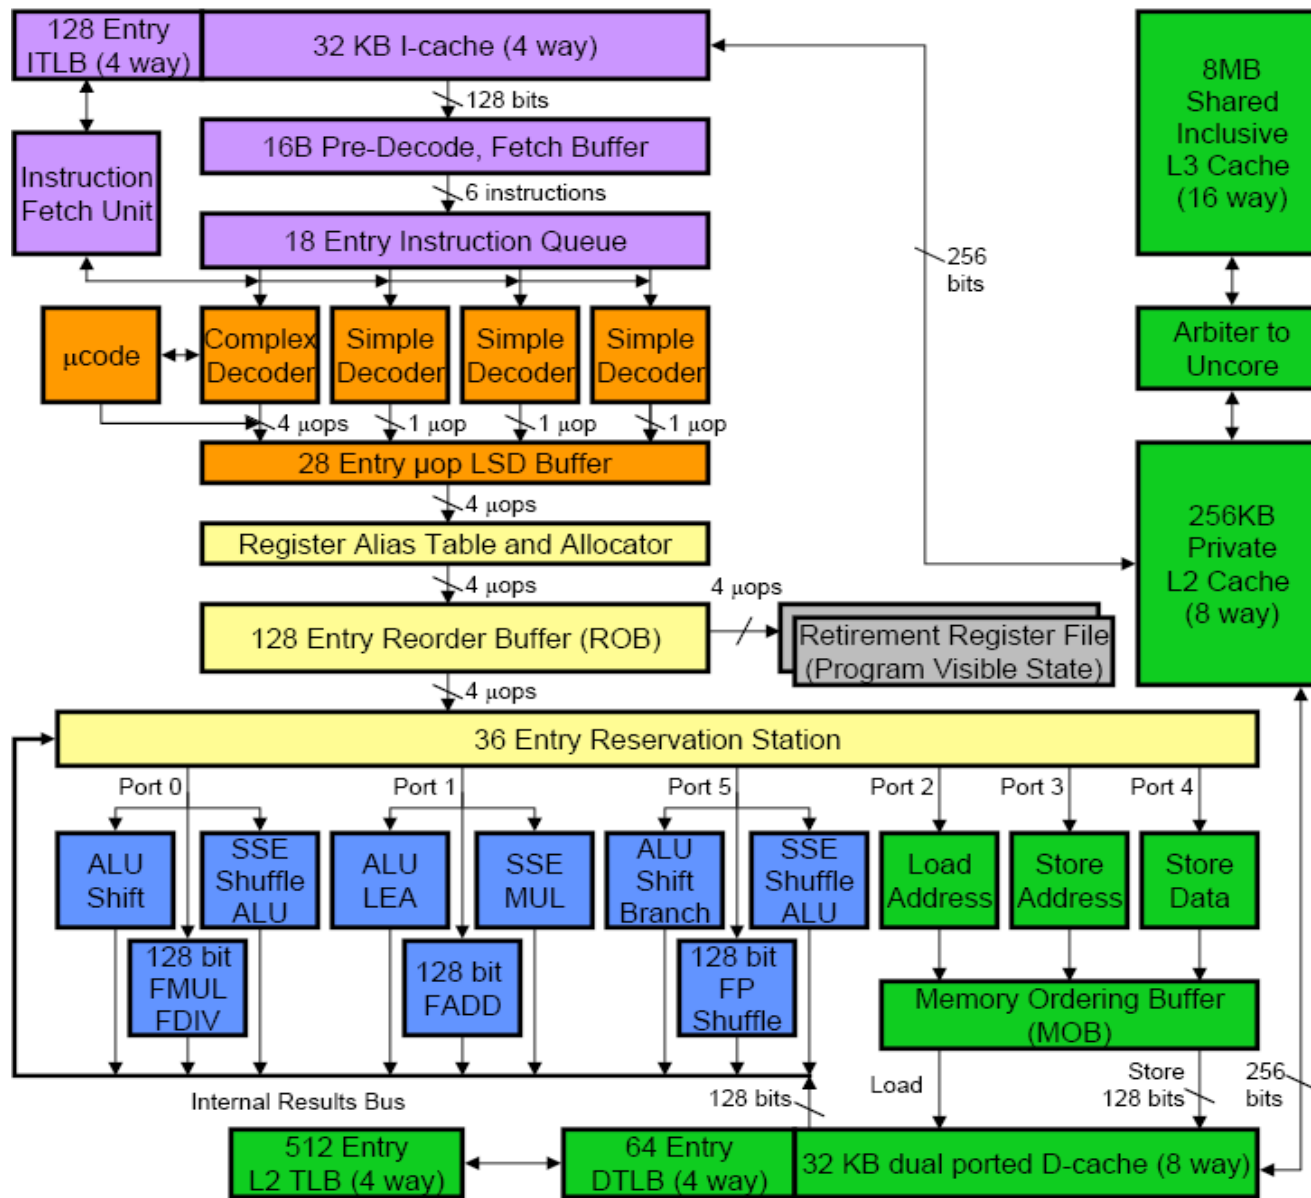 128 Entry
ITLB (4 way)
32 KB I-cache (4 way)
128 bits
16B Pre-Decode, Fetch Buffer
Instruction
Fetch Unit
6 instructions
18 Entry Instruction Queue
8MB
Shared
Inclusive
L3 Cache
(16 way)
256
bits
µcode
Complex
Decoder
Simple
Decoder
Simple
Decoder
Simple
Decoder
Arbiter to
Uncore
4 µops
1 µop
1 µop
1 µop
28 Entry µop LSD Buffer
4 µops
Register Alias Table and Allocator
4 µops
256KB
Private
L2 Cache
(8 way)
128 Entry Reorder Buffer (ROB)
4 µops
Retirement Register File
(Program Visible State)
4 µops
36 Entry Reservation Station
Port 0
Port 1
Port 5
Port 2
Port 3
Port 4
ALU
Shift
SSE
Shuffle
ALU
128 bit
FMUL
FDIV
ALU
LEA
SSE
MUL
128 bit
FADD
ALU
Shift
Branch
SSE
Shuffle
ALU
128 bit
FP
Shuffle
Load
Address
Store
Address
Store
Data
Memory Ordering Buffer
(MOB)
Internal Results Bus
128 bits
Load
Store
128 bits
256
bits
512 Entry
L2 TLB (4 way)
64 Entry
DTLB (4 way)
32 KB dual ported D-cache (8 way)